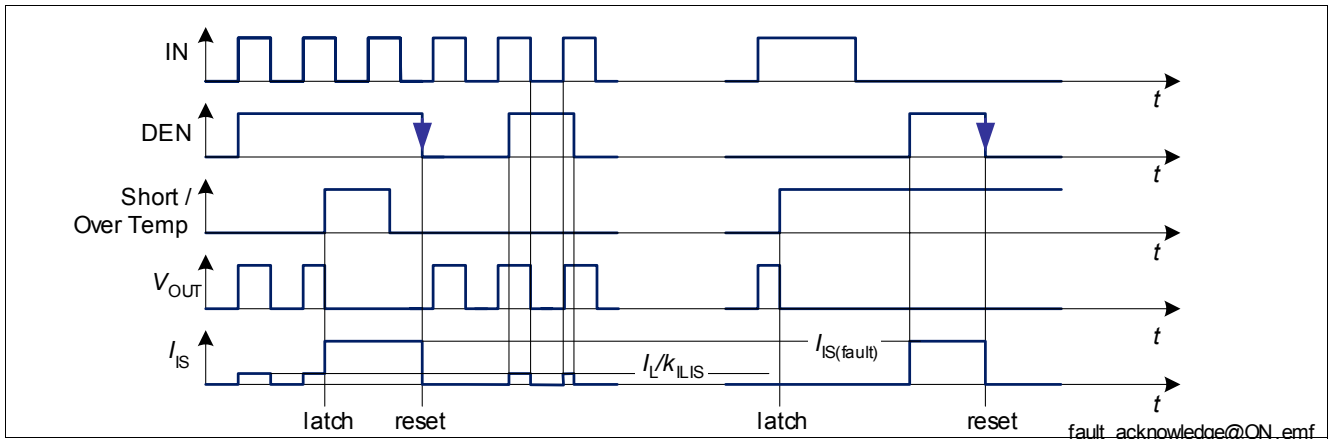 IN
t
DEN
t
Short /
Over Temp
t
VOUT
t
IIS
IIS(fault)
IL/kILIS
t
latch reset latch reset
fault_acknowledge@ON.emf